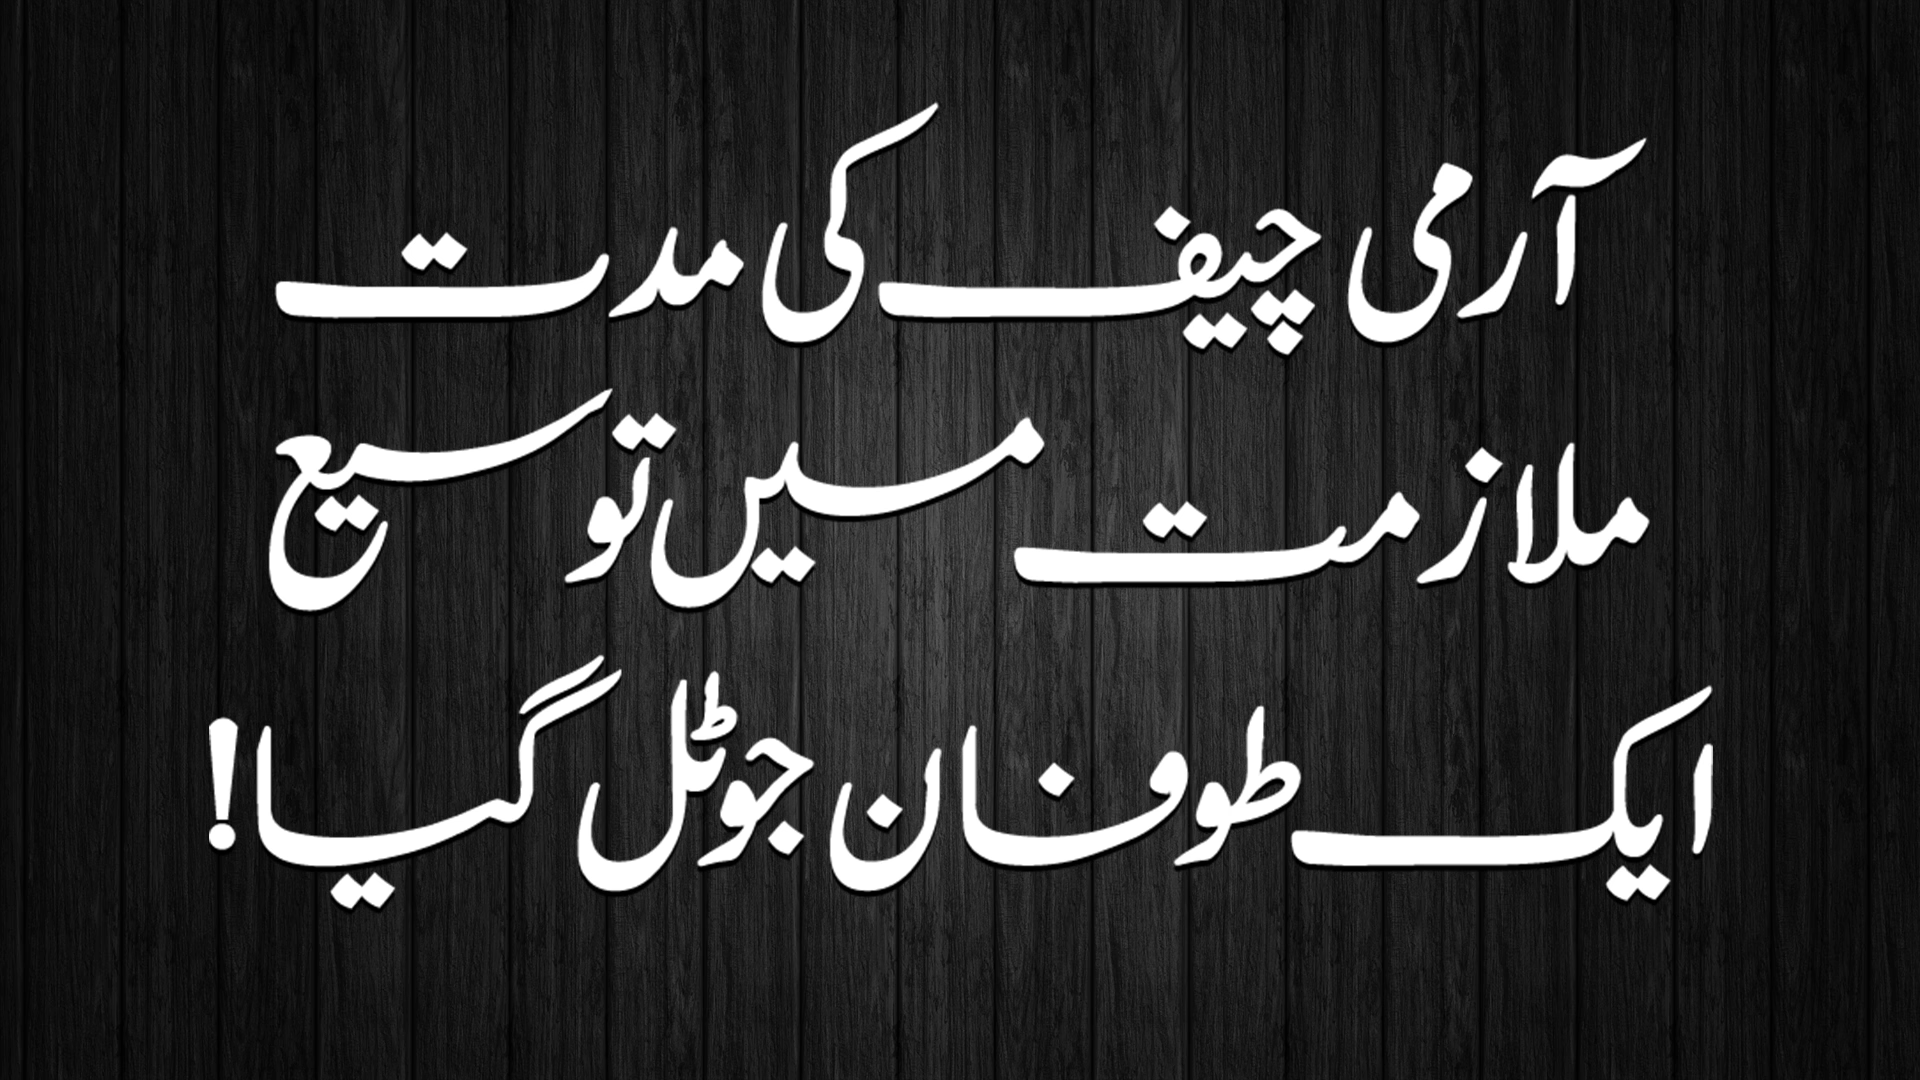 آرمی چیف کی مدت
ملازمت میں توسیع
ایک طوفان جو ٹل گیا!